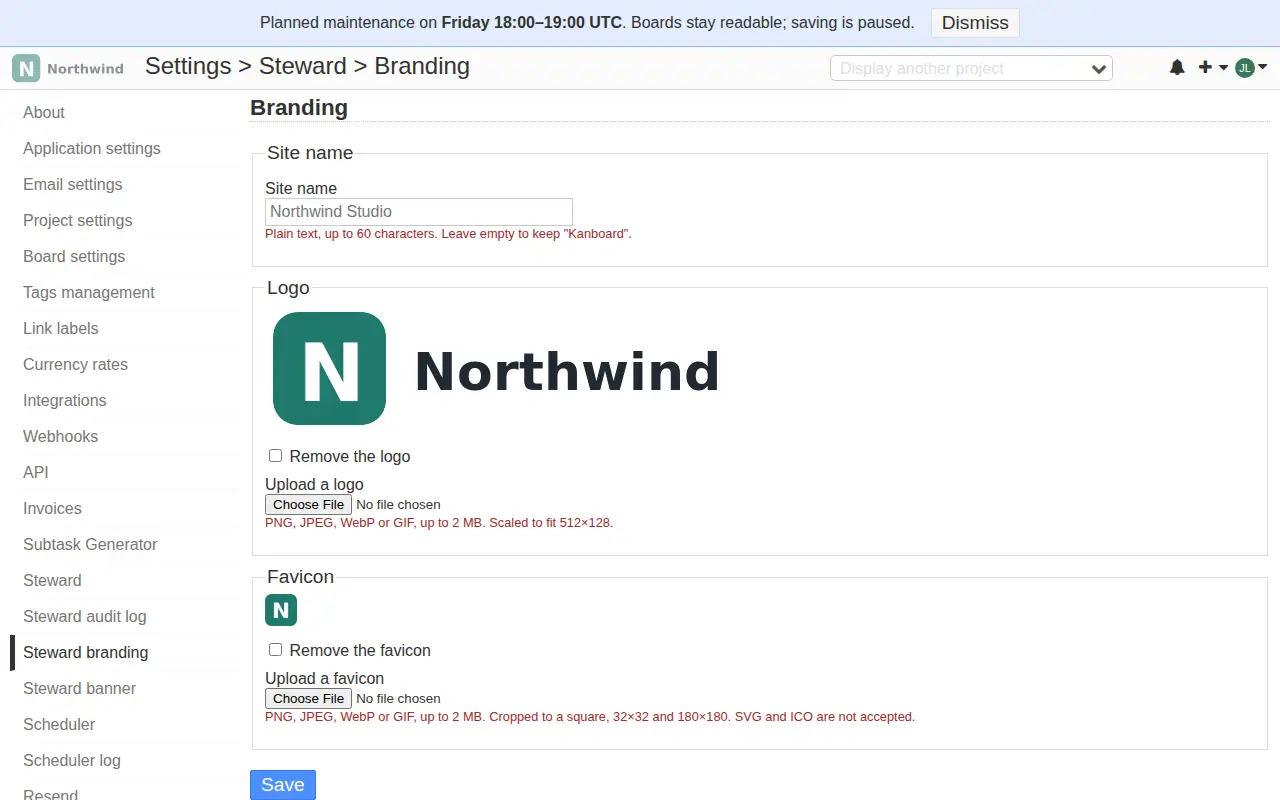 Planned maintenance on Friday 18:00–19:00 UTC. Boards stay readable; saving is paused. Dismiss
N Northwind Settings > Steward > Branding Display another project JL
About
Application settings
Email settings
Project settings
Board settings
Tags management
Link labels
Currency rates
Integrations
Webhooks
API
Invoices
Subtask Generator
Steward
Steward audit log
Steward branding
Steward banner
Scheduler
Scheduler log
Resend
Branding
Site name
Site name
Northwind Studio
Plain text, up to 60 characters. Leave empty to keep "Kanboard".
Logo
N Northwind
Remove the logo
Upload a logo
Choose File No file chosen
PNG, JPEG, WebP or GIF, up to 2 MB. Scaled to fit 512×128.
Favicon
N
Remove the favicon
Upload a favicon
Choose File No file chosen
PNG, JPEG, WebP or GIF, up to 2 MB. Cropped to a square, 32×32 and 180×180. SVG and ICO are not accepted.
Save